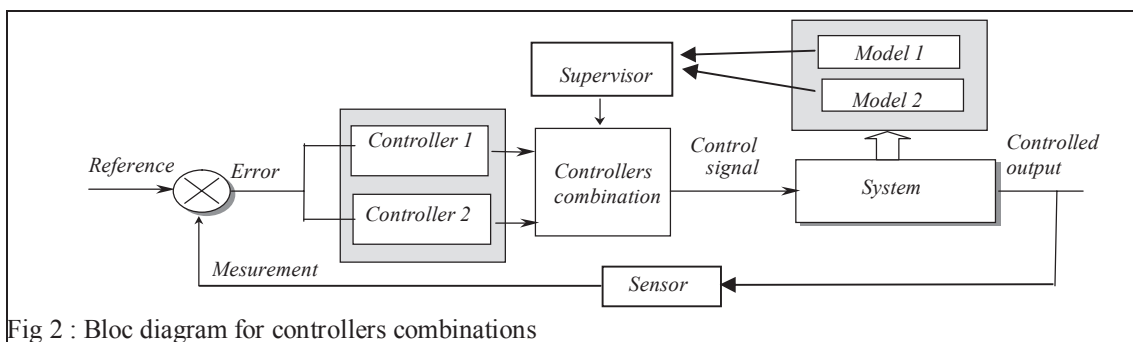 Model 1
Supervisor
Model 2
Controller 1
Reference
Error
Controllers
combination
Control
signal
Controlled
output
System
Controller 2
Mesurement
Sensor
Fig 2 : Bloc diagram for controllers combinations